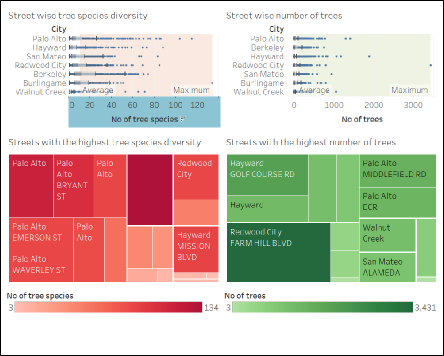 Street wise tree species diversity
City
Palo Alto
Hayward
San Mateo
Redwood City
Berkeley
Burlingame
Walnut Creek
Average
Maximum
0 20 40 60 80 100 120
No of tree species
Street wise number of trees
City
Palo Alto
Berkeley
Hayward
Redwood City
San Mateo
Burlingame
Walnut Creek
Average
Maximum
0 1000 2000 3000
No of trees
Streets with the highest tree species diversity
Palo Alto
Palo
Alto
BRYANT
ST
Palo
Alto
Redwood
City
Palo Alto
EMERSON ST
Palo
Alto
Palo Alto
WAVERLEY
ST
Hayward
MISSION
BLVD
No of tree species
3 134
Streets with the highest number of trees
Hayward
GOLF COURSE RD
Hayward
Palo Alto
MIDDLEFIELD RD
Palo Alto
ECR
Redwood City
FARM HILL BLVD
Walnut
Creek
San Mateo
ALAMEDA
No of trees
3 3,431